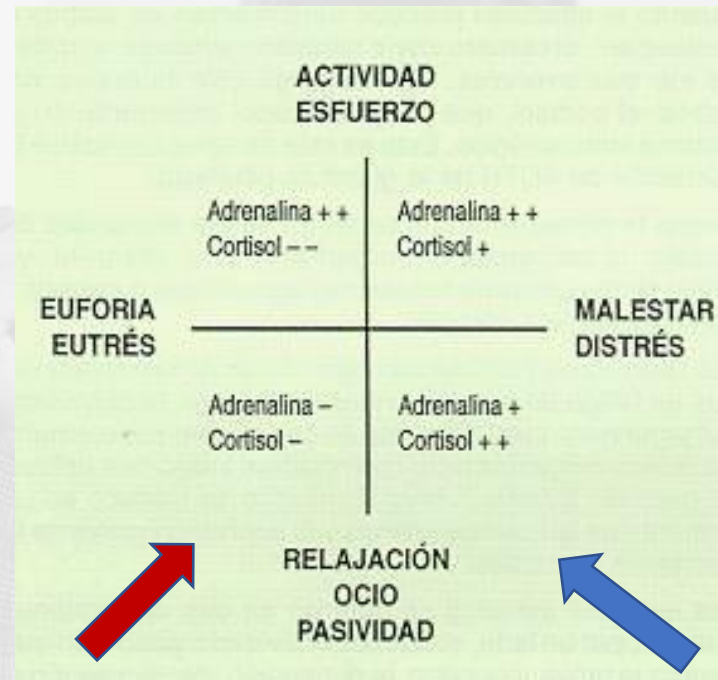 ACTIVIDAD
ESFUERZO
Adrenalina + +
Cortisol – –
Adrenalina + +
Cortisol +
EUFORIA
EUTRÉS
MALESTAR
DISTRÉS
Adrenalina –
Cortisol –
Adrenalina +
Cortisol + +
RELAJACIÓN
OCIO
PASIVIDAD